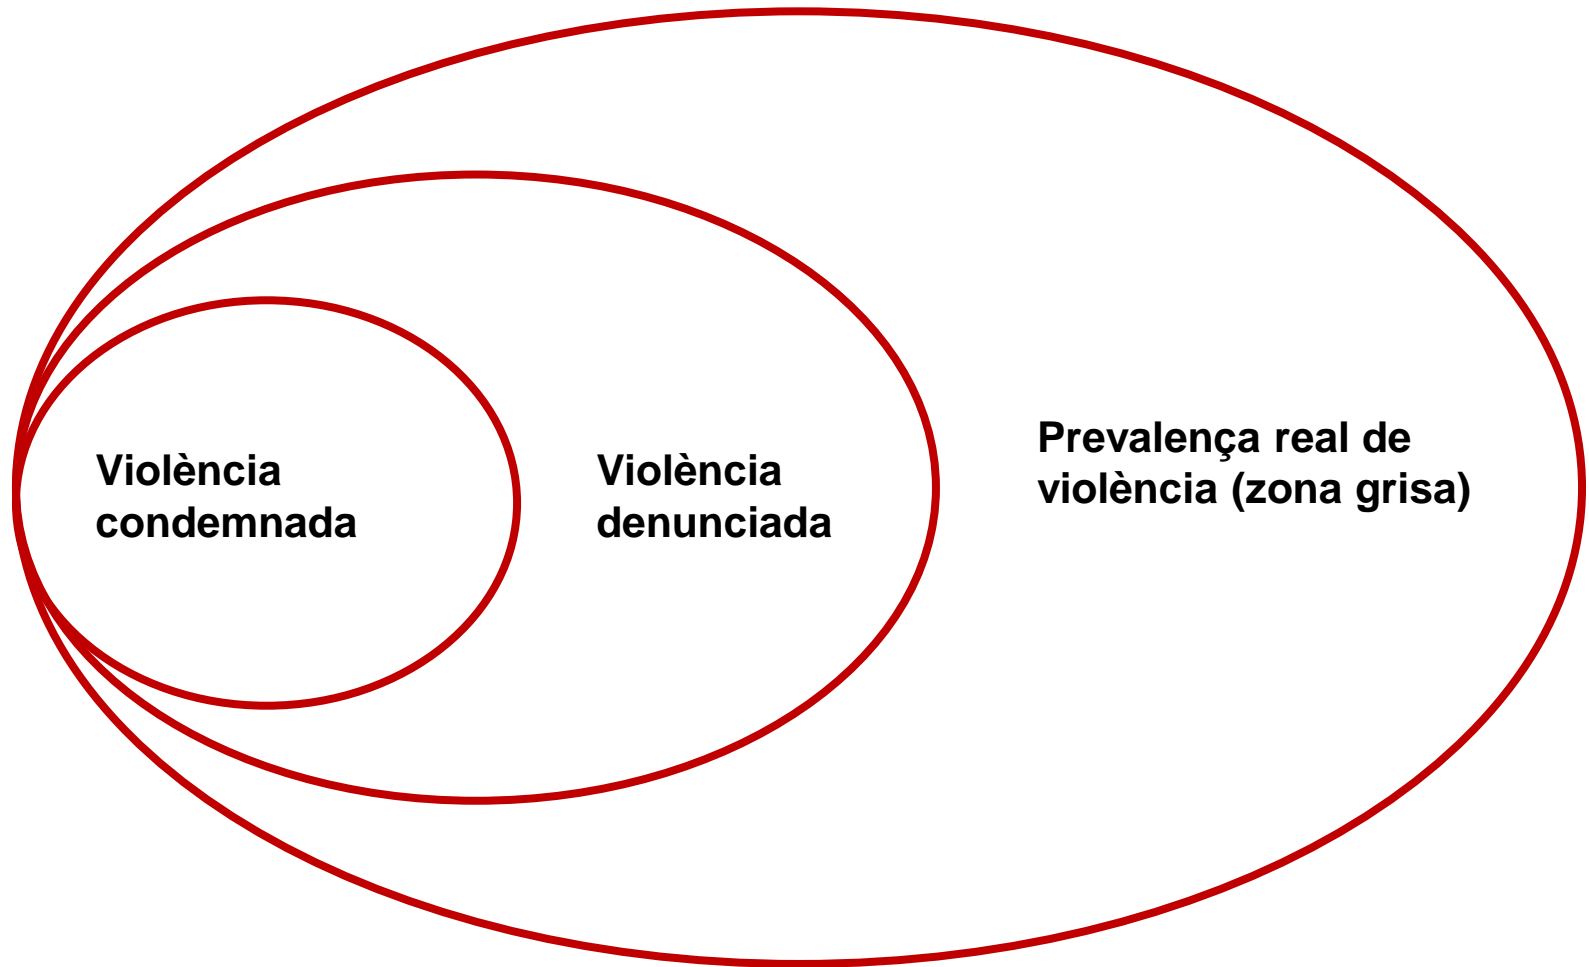 Violència
condemnada
Violència
denunciada
Prevalença real de
violència (zona grisa)